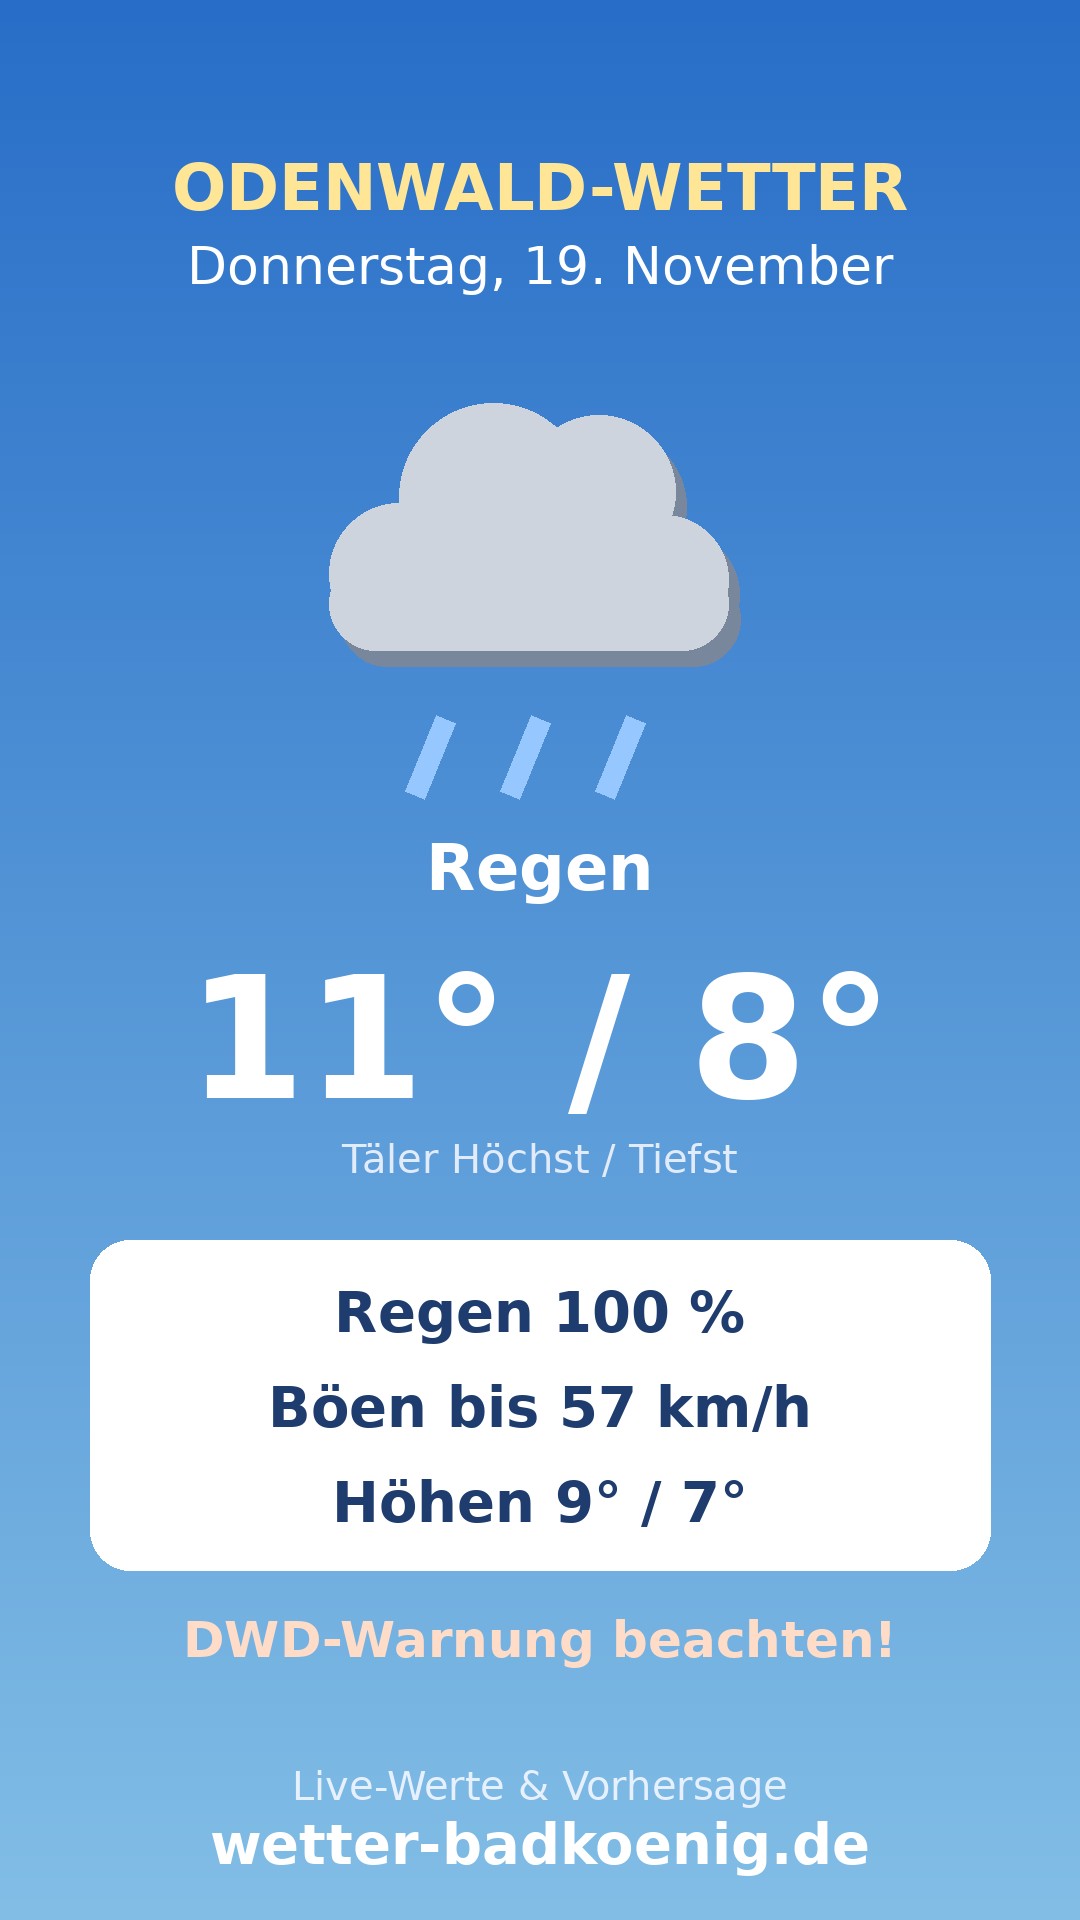 ODENWALD-WETTER
Donnerstag, 19. November
Regen
11° / 8°
Täler Höchst / Tiefst
Regen 100 %
Böen bis 57 km/h
Höhen 9° / 7°
DWD-Warnung beachten!
Live-Werte & Vorhersage
wetter-badkoenig.de